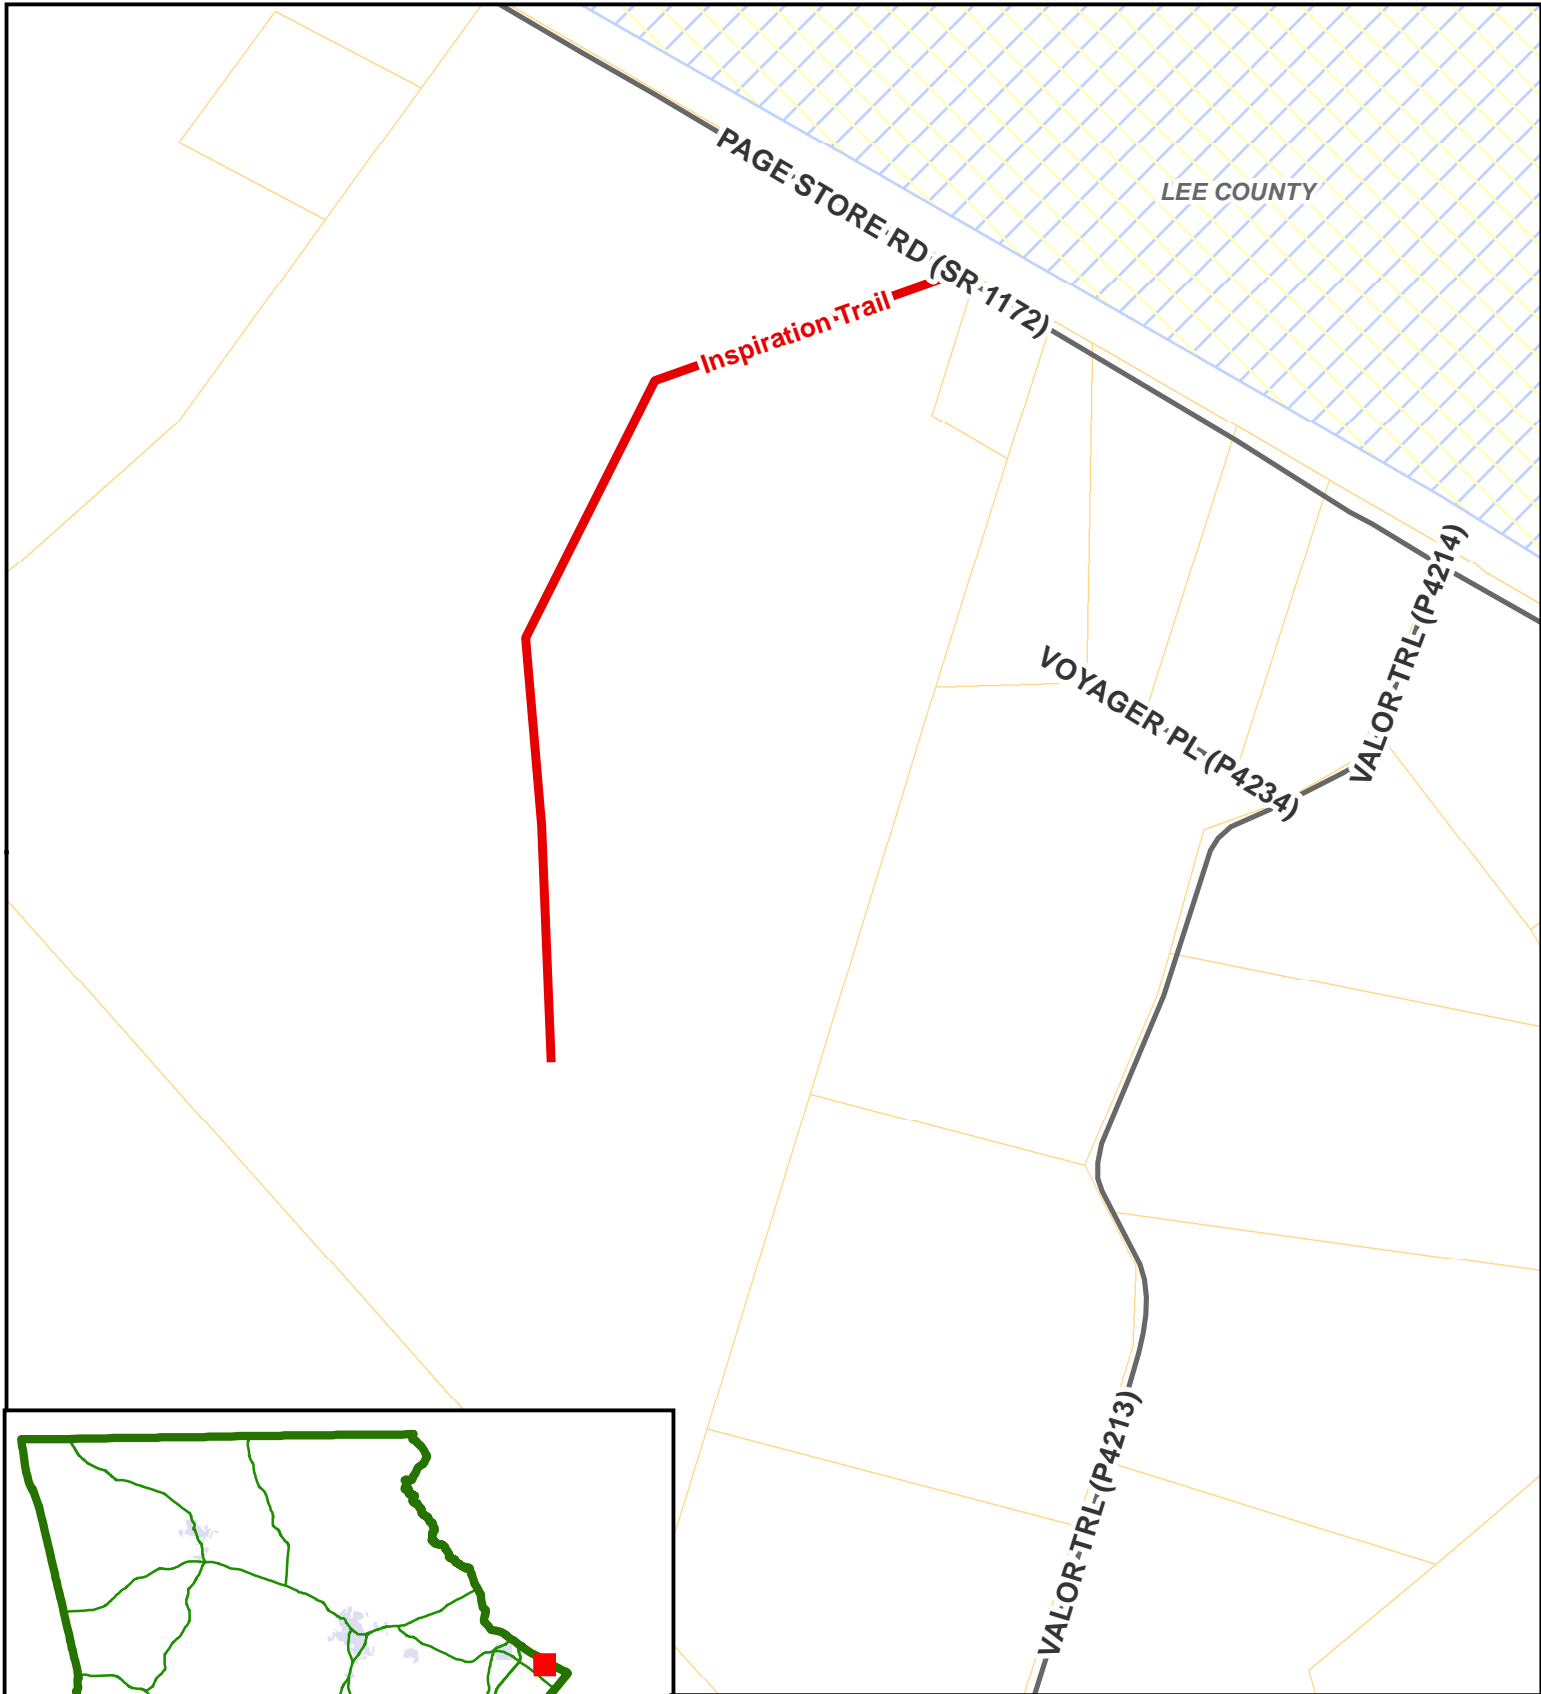 PAGE STORE RD (SR 1172)
LEE COUNTY
Inspiration Trail
VALOR TRL (P4214)
VOYAGER PL (P4234)
VALOR TRL (P4213)